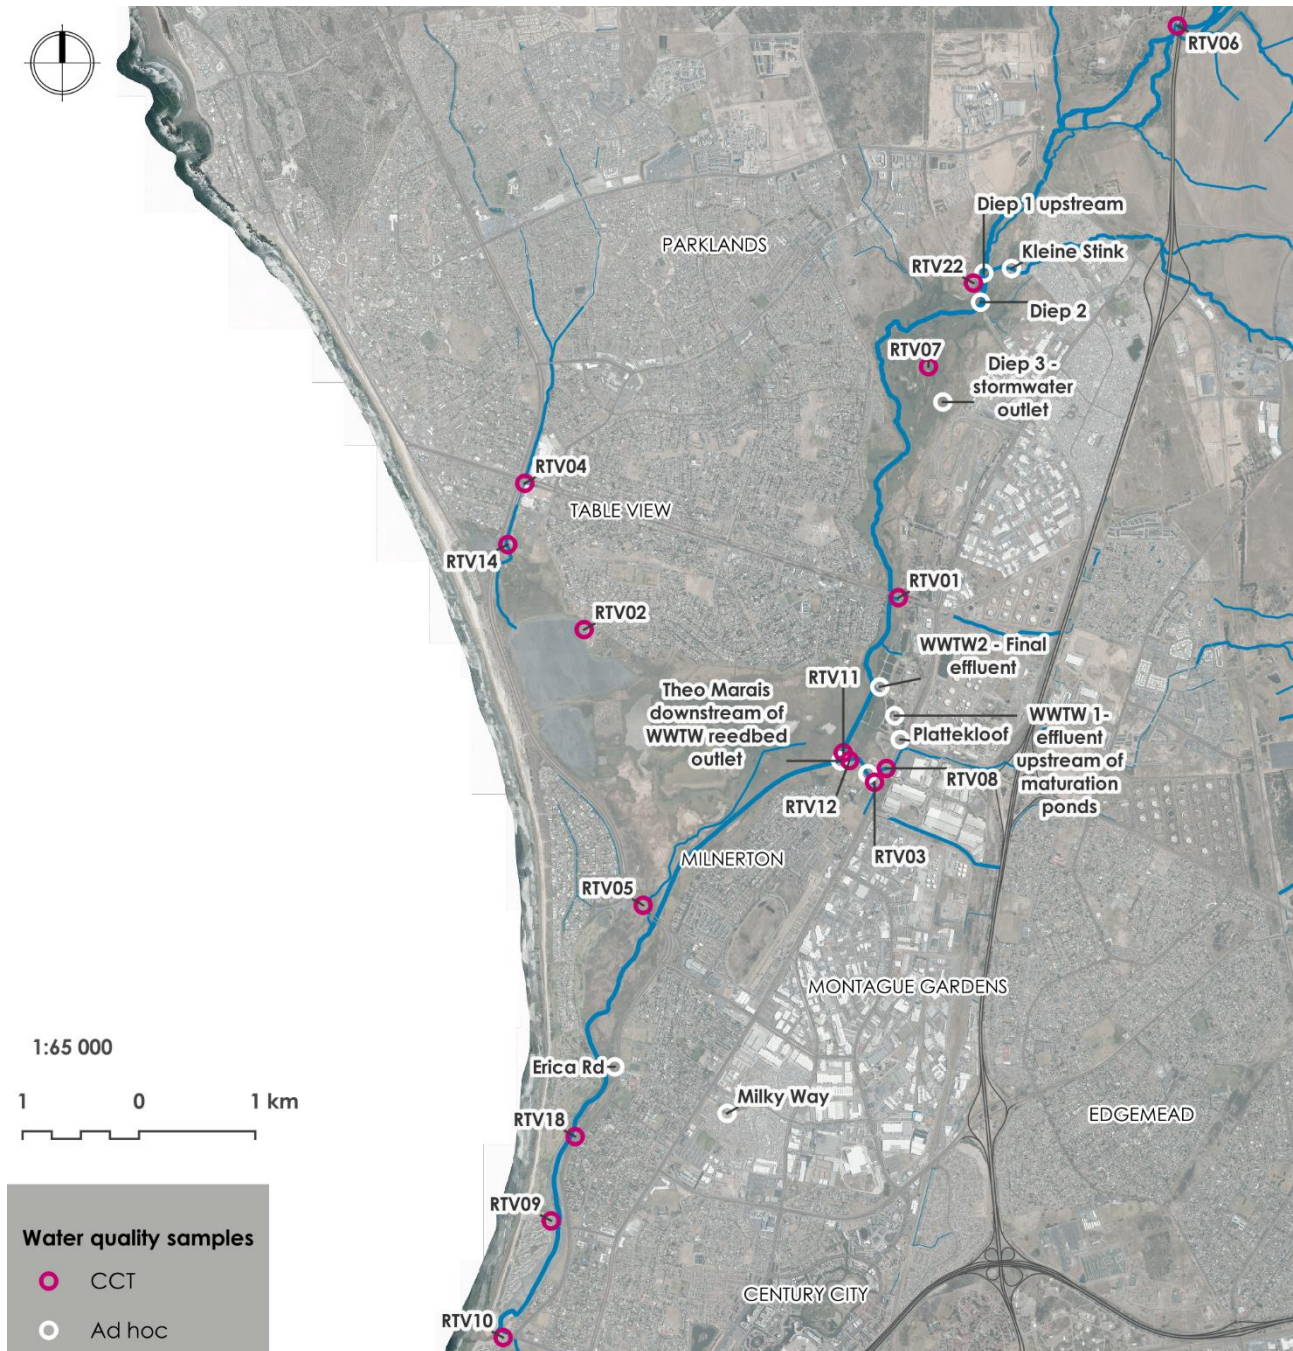 RTV06
Diep 1 upstream
PARKLANDS
Kleine Stink
RTV22
Diep 2
RTV07
Diep 3 -
stormwater
outlet
RTV04
TABLE VIEW
RTV14
RTV01
RTV02
WWTW2 - Final
effluent
RTV11
Theo Marais
downstream of
WWTW reedbed
outlet
WWTW 1-
effluent
upstream of
maturation
ponds
Plattekloof
RTV08
RTV12
RTV03
MILNERTON
RTV05
MONTAGUE GARDENS
1:65 000
Erica Rd
1 0 1 km
Milky Way
EDGEMEAD
RTV18
RTV09
Water quality samples
CCT
CENTURY CITY
RTV10
Ad hoc